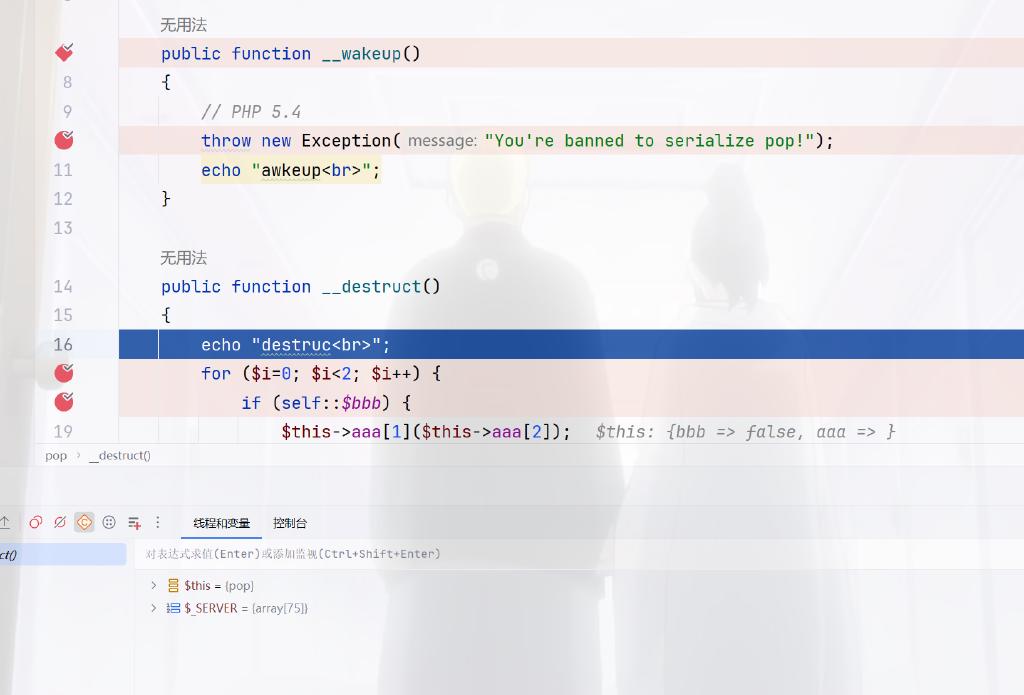 无用法
public function __wakeup()
8 {
9 // PHP 5.4
throw new Exception( message: "You're banned to serialize pop!");
11 echo "awkeup<br>";
12 }
13
无用法
14 public function __destruct()
15 {
16 echo "destruc<br>";
for ($i=0; $i<2; $i++) {
if (self::$bbb) {
19 $this->aaa[1]($this->aaa[2]); $this: {bbb => false, aaa => }
pop › __destruct()
线程和变量 控制台
ct()
对表达式求值(Enter)或添加监视(Ctrl+Shift+Enter)
$this = {pop}
$_SERVER = {array[75]}